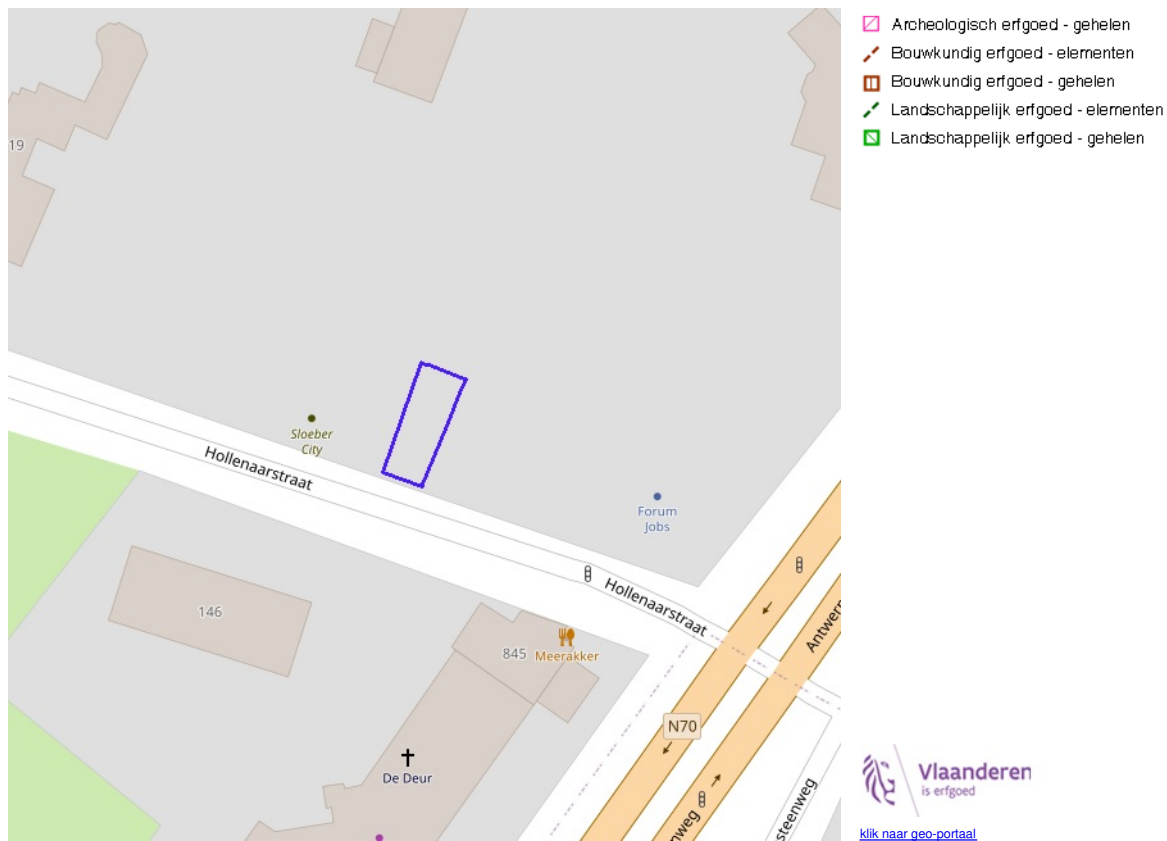 19
Sloeber
City
Hollenaarstraat
Forum
Jobs
Hollenaarstraat
146
845
Meerakker
N70
De Deur
Archeologisch erfgoed - gehelen
Bouwkundig erfgoed - elementen
Bouwkundig erfgoed - gehelen
Landschappelijk erfgoed - elementen
Landschappelijk erfgoed - gehelen
Vlaanderen
is erfgoed
klik naar geo-portaal